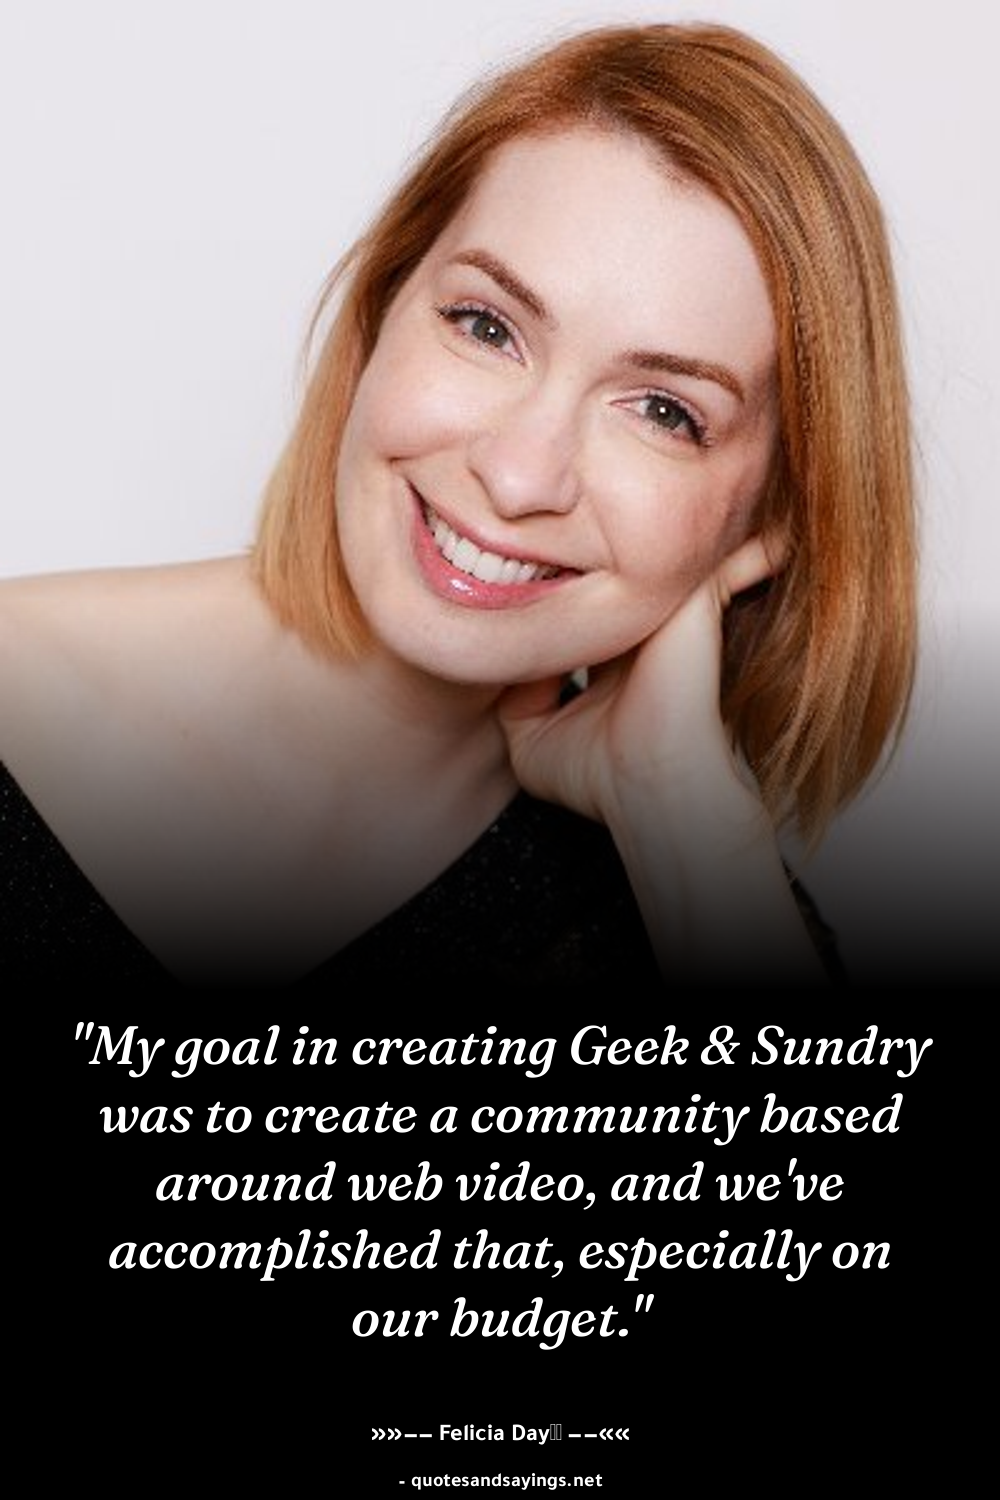 "My goal in creating Geek & Sundry
was to create a community based
around web video, and we've
accomplished that, especially on
our budget."
»»–– Felicia Day ––««
- quotesandsayings.net